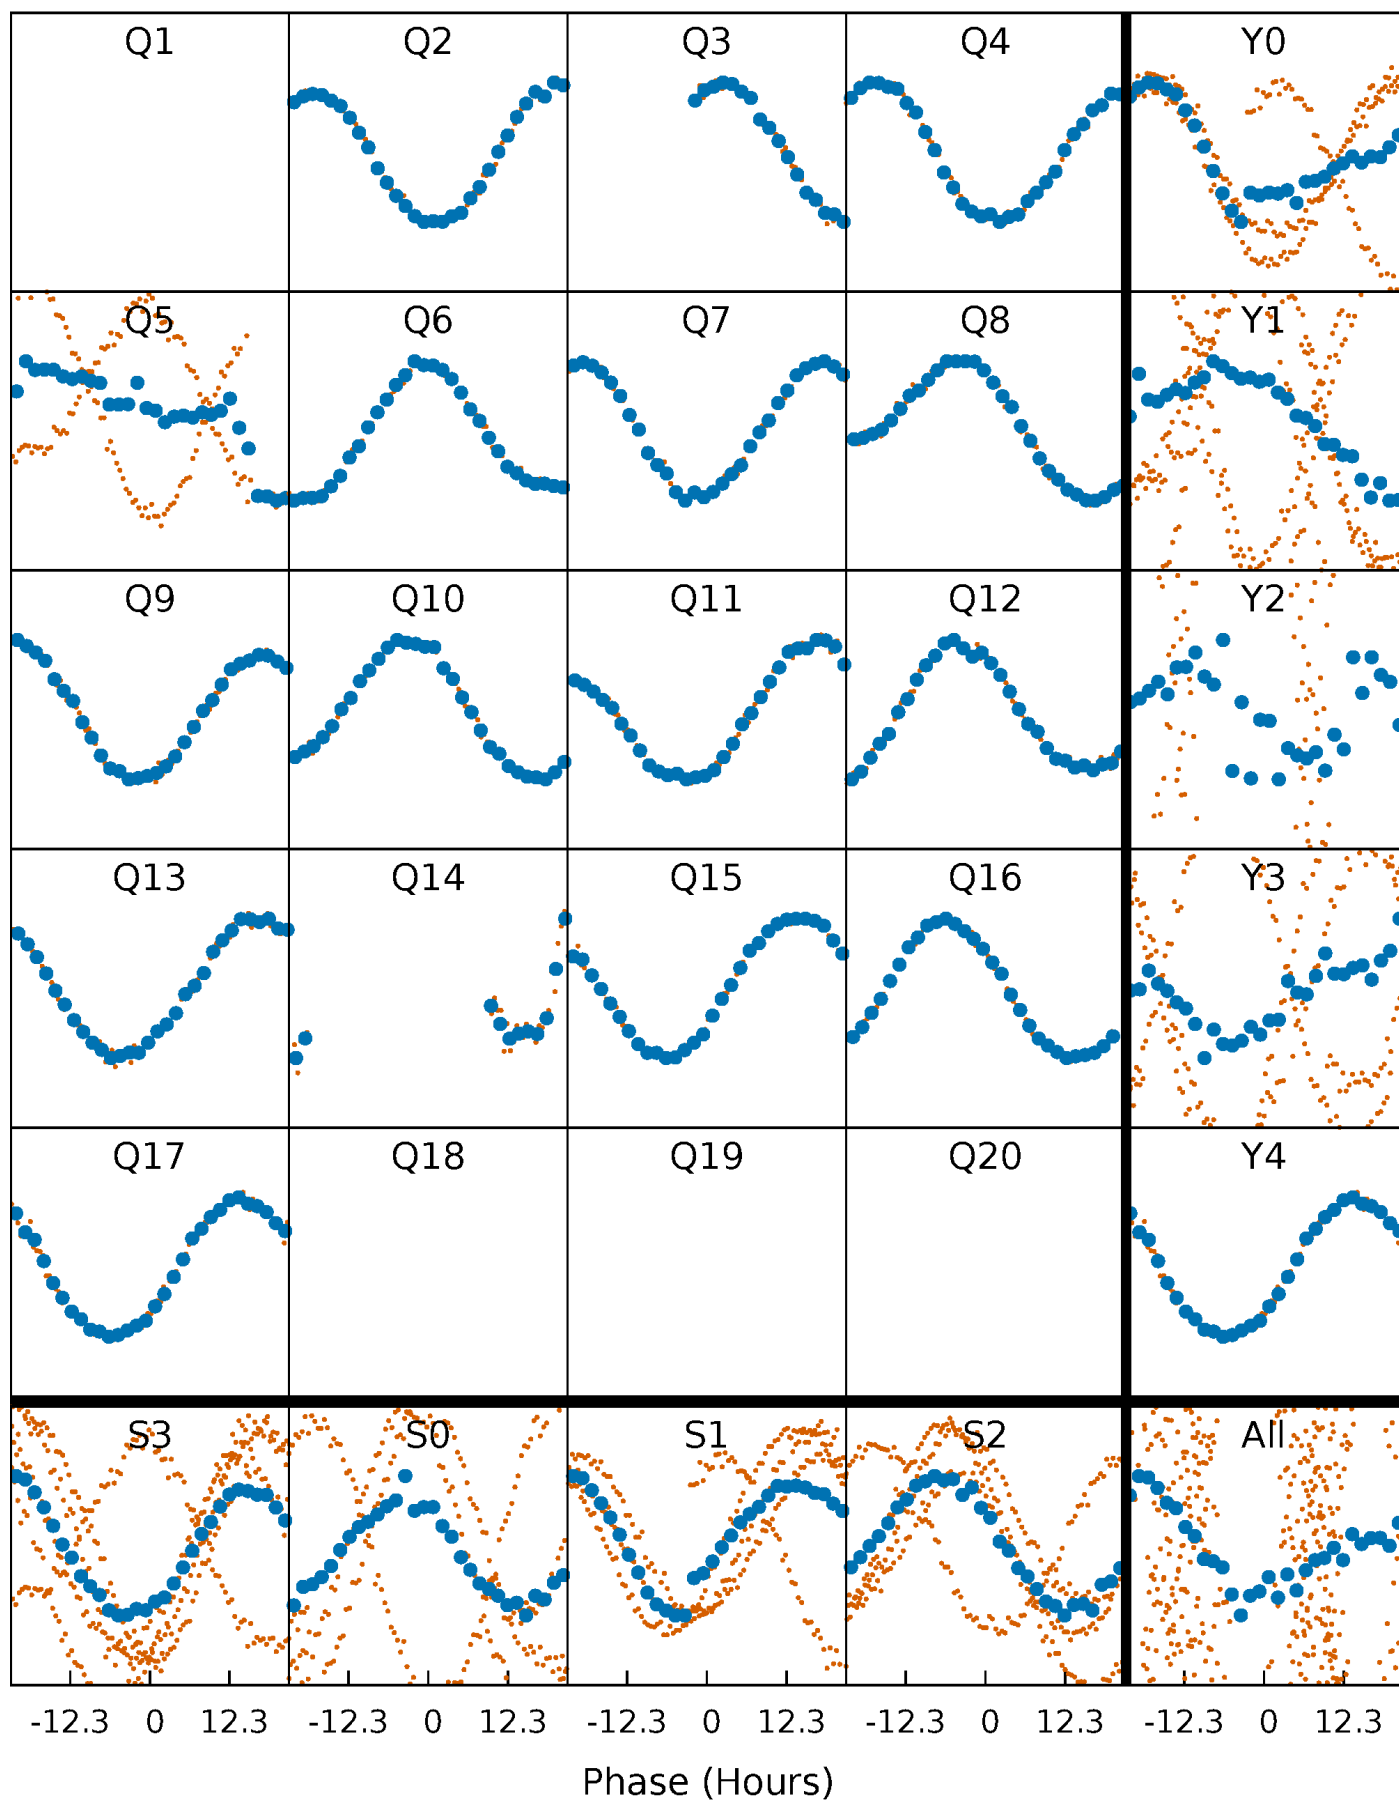 Q1 Q2 Q3 Q4 Y0
Q5 Q6 Q7 Q8 Y1
Q9 Q10 Q11 Q12 Y2
Q13 Q14 Q15 Q16 Y3
Q17 Q18 Q19 Q20 Y4
S3 S0 S1 S2 All
-12.3 0 12.3 -12.3 0 12.3 -12.3 0 12.3 -12.3 0 12.3 -12.3 0 12.3
Phase (Hours)